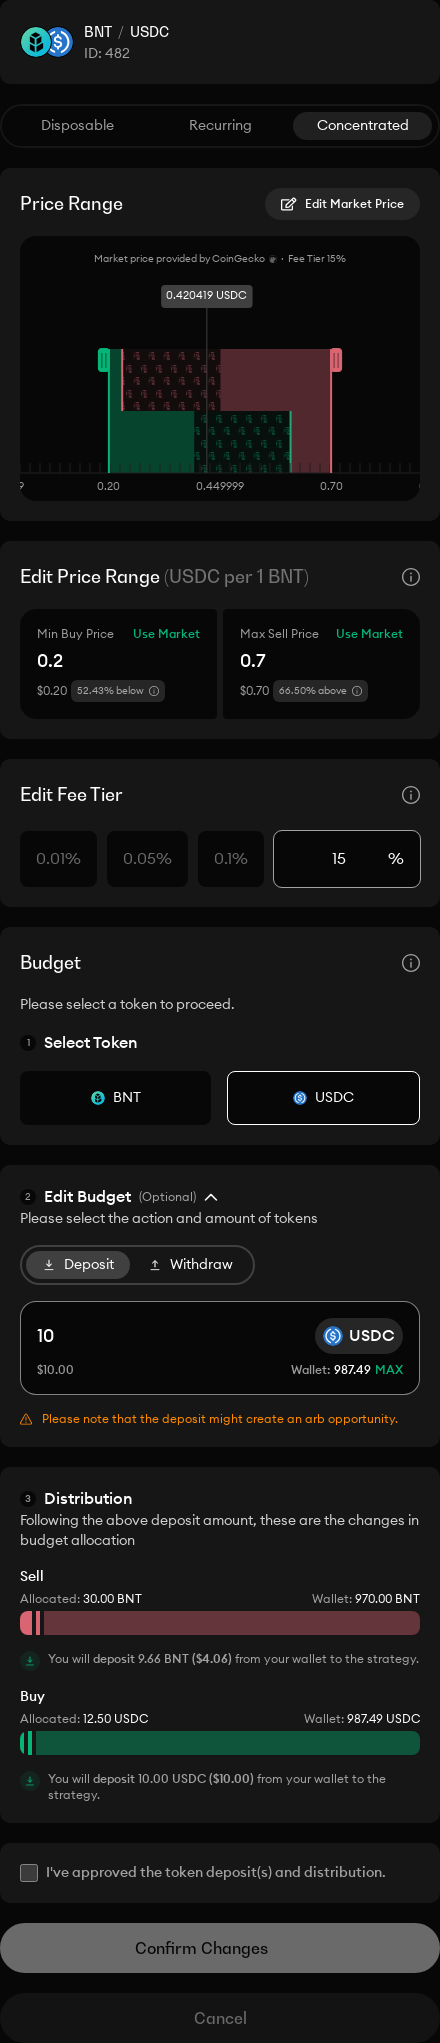 BNT / USDC
ID: 482
Disposable Recurring Concentrated
Price Range Edit Market Price
Market price provided by CoinGecko · Fee Tier 15%
0.420419 USDC
9 0.20 0.449999 0.70
Edit Price Range (USDC per 1 BNT)
Min Buy Price Use Market Max Sell Price Use Market
0.2 0.7
$0.20 52.43% below $0.70 66.50% above
Edit Fee Tier
0.01% 0.05% 0.1% 15 %
Budget
Please select a token to proceed.
1 Select Token
BNT USDC
2 Edit Budget (Optional)
Please select the action and amount of tokens
Deposit Withdraw
10 USDC
$10.00 Wallet: 987.49 MAX
Please note that the deposit might create an arb opportunity.
3 Distribution
Following the above deposit amount, these are the changes in
budget allocation
Sell
Allocated: 30.00 BNT Wallet: 970.00 BNT
You will deposit 9.66 BNT ($4.06) from your wallet to the strategy.
Buy
Allocated: 12.50 USDC Wallet: 987.49 USDC
You will deposit 10.00 USDC ($10.00) from your wallet to the
strategy.
I've approved the token deposit(s) and distribution.
Confirm Changes
Cancel